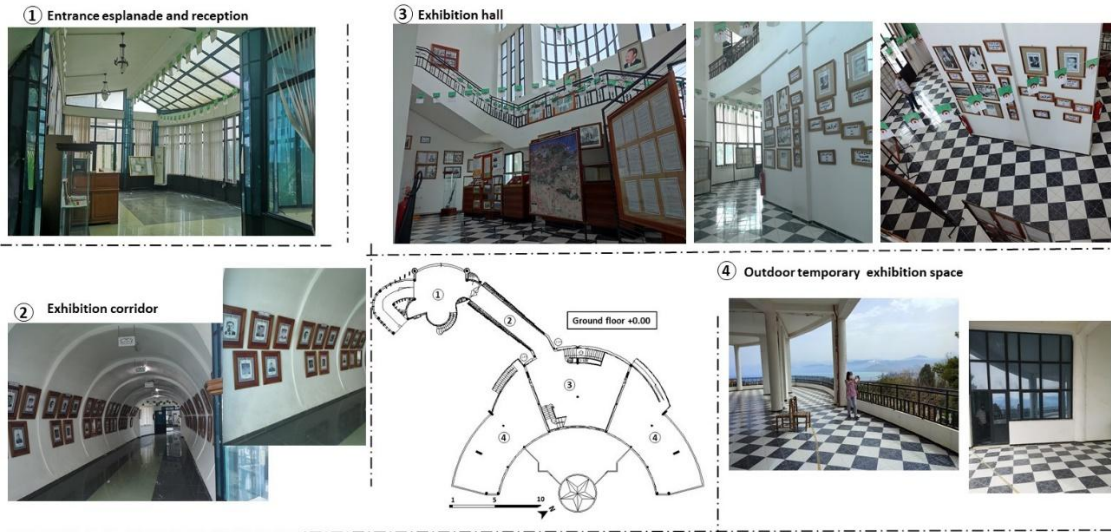 ① Entrance esplanade and reception
③ Exhibition hall
② Exhibition corridor
④ Outdoor temporary exhibition space
Ground floor +0.00
①
②
③
④
④
1 5 10
N